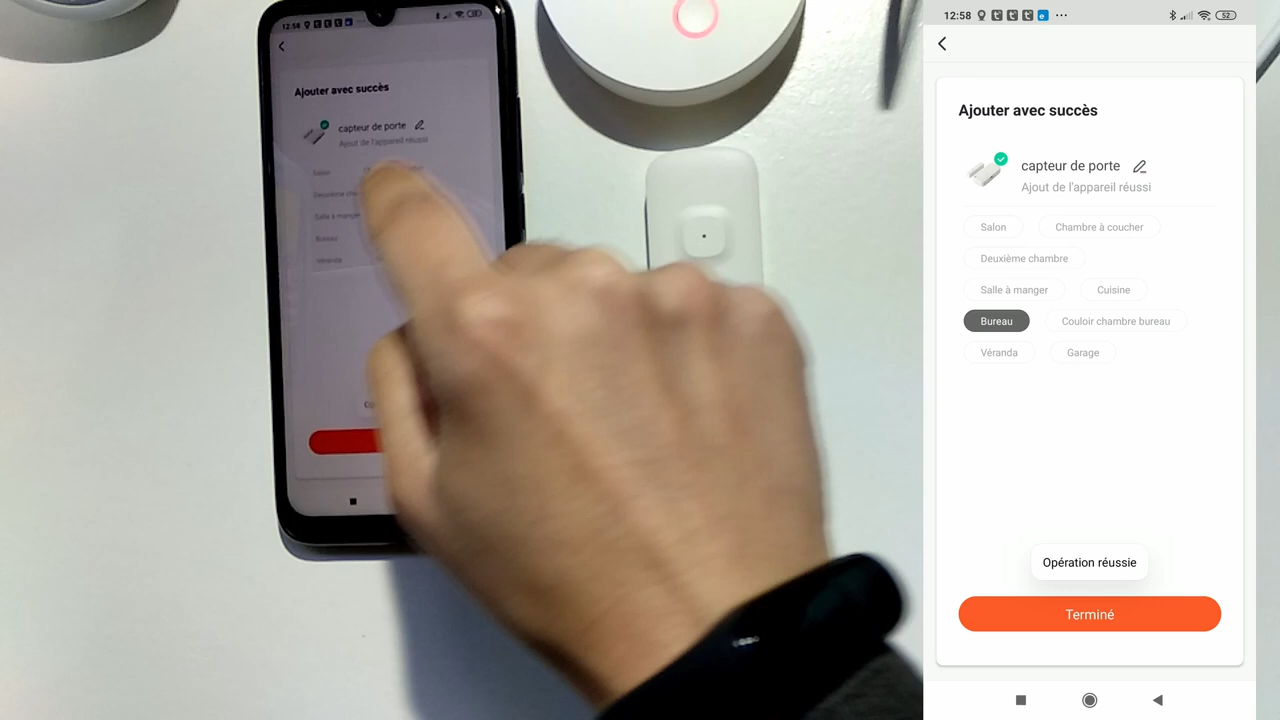 12:58
Ajouter avec succès
capteur de porte
Ajout de l'appareil réussi
Salon
Salle à manger
Bureau
Véranda
12:58
52
Ajouter avec succès
capteur de porte
Ajout de l'appareil réussi
Salon Chambre à coucher
Deuxième chambre
Salle à manger Cuisine
Bureau Couloir chambre bureau
Véranda Garage
Opération réussie
Terminé